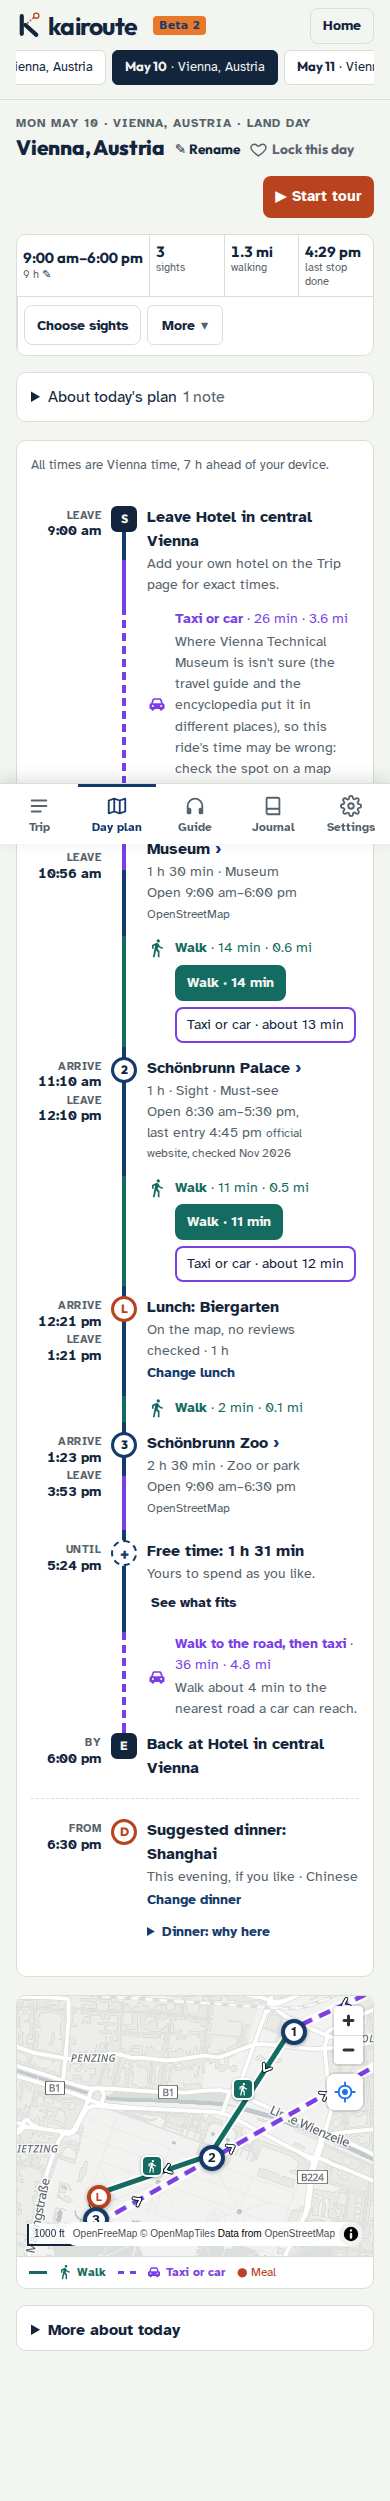 kairoute Beta 2 Home
ienna, Austria May 10 · Vienna, Austria May 11 · Vien
MON MAY 10 · VIENNA, AUSTRIA · LAND DAY
Vienna, Austria ✎ Rename Lock this day
▶ Start tour
9:00 am–6:00 pm 3 1.3 mi 4:29 pm
9 h ✎ sights walking last stop
done
Choose sights More ▼
▶ About today's plan 1 note
All times are Vienna time, 7 h ahead of your device.
LEAVE
9:00 am
S
Leave Hotel in central
Vienna
Add your own hotel on the Trip
page for exact times.
Taxi or car · 26 min · 3.6 mi
Where Vienna Technical
Museum is isn't sure (the
travel guide and the
encyclopedia put it in
different places), so this
ride's time may be wrong:
check the spot on a map
Trip Day plan Guide Journal Settings
Museum ›
LEAVE
10:56 am
1 h 30 min · Museum
Open 9:00 am–6:00 pm
OpenStreetMap
Walk · 14 min · 0.6 mi
Walk · 14 min
Taxi or car · about 13 min
ARRIVE
11:10 am
LEAVE
12:10 pm
2
Schönbrunn Palace ›
1 h · Sight · Must-see
Open 8:30 am–5:30 pm,
last entry 4:45 pm official
website, checked Nov 2026
Walk · 11 min · 0.5 mi
Walk · 11 min
Taxi or car · about 12 min
ARRIVE
12:21 pm
LEAVE
1:21 pm
L
Lunch: Biergarten
On the map, no reviews
checked · 1 h
Change lunch
Walk · 2 min · 0.1 mi
ARRIVE
1:23 pm
LEAVE
3:53 pm
3
Schönbrunn Zoo ›
2 h 30 min · Zoo or park
Open 9:00 am–6:30 pm
OpenStreetMap
UNTIL
5:24 pm
+
Free time: 1 h 31 min
Yours to spend as you like.
See what fits
Walk to the road, then taxi ·
36 min · 4.8 mi
Walk about 4 min to the
nearest road a car can reach.
BY
6:00 pm
E
Back at Hotel in central
Vienna
FROM
6:30 pm
D
Suggested dinner:
Shanghai
This evening, if you like · Chinese
Change dinner
▶ Dinner: why here
PENZING
B1
B1
1
+
−
IETZING
Wienzeile
2
B224
L
3
ngstraße
1000 ft OpenFreeMap © OpenMapTiles Data from OpenStreetMap
Walk Taxi or car Meal
▶ More about today